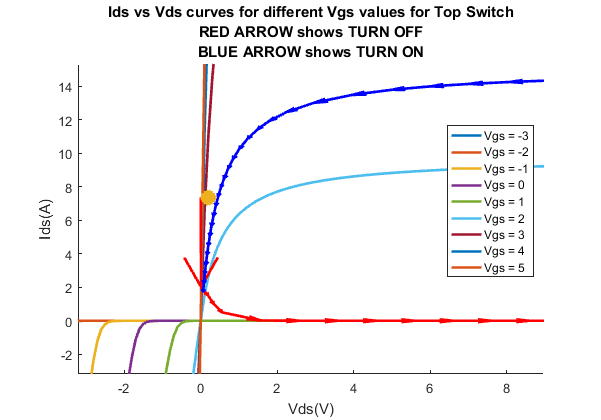 Ids vs Vds curves for different Vgs values for Top Switch
RED ARROW shows TURN OFF
BLUE ARROW shows TURN ON
Ids(A)
14
12
10
8
6
4
2
0
-2
-2
0
2
4
6
8
Vds(V)
Vgs = -3
Vgs = -2
Vgs = -1
Vgs = 0
Vgs = 1
Vgs = 2
Vgs = 3
Vgs = 4
Vgs = 5